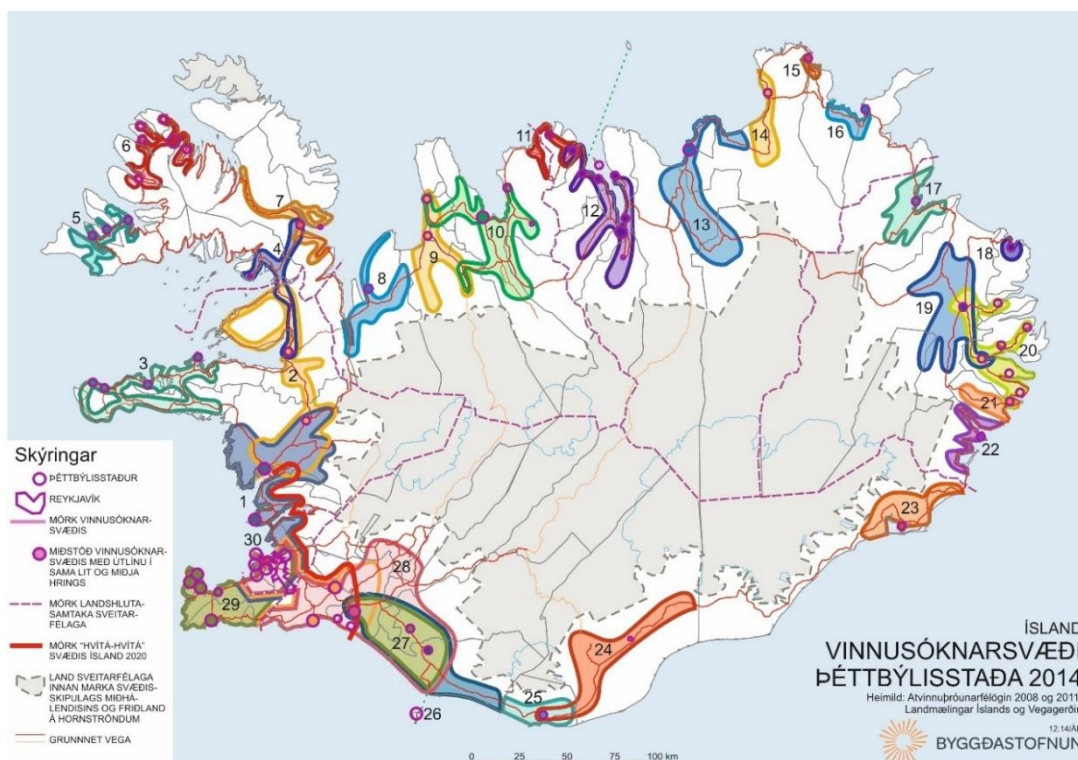 15
11
16
6
14
7
17
5
12
10
13
4
18
8
9
19
3
20
2
21
22
1
23
30
28
29
27
24
25
26
Skýringar
ÞÉTTBÝLISSTAÐUR
REYKJAVÍK
MÖRK VINNUSÓKNAR-
SVÆÐIS
MIÐSTÖÐ VINNUSÓKNAR-
SVÆÐIS MEÐ ÚTLÍNU Í
SAMA LIT OG MIÐJA
HRINGS
MÖRK LANDSHLUTA-
SAMTAKA SVEITAR-
FÉLAGA
MÖRK "HVÍTÁ-HVÍTÁ"
SVÆÐIS ÍSLAND 2020
LAND SVEITARFÉLAGA
INNAN MARKA SVÆÐIS-
SKIPULAGS MIÐHÁ-
LENDISINS OG FRIÐLAND
Á HORNSTRÖNDUM
GRUNNNET VEGA
0 25 50 75 100 km
ÍSLAND
VINNUSÓKNARSVÆÐI
ÞÉTTBÝLISSTAÐA 2014
Heimild: Atvinnuþróunarfélögin 2008 og 2011
Landmælingar Íslands og Vegagerðin
BYGGÐASTOFNUN